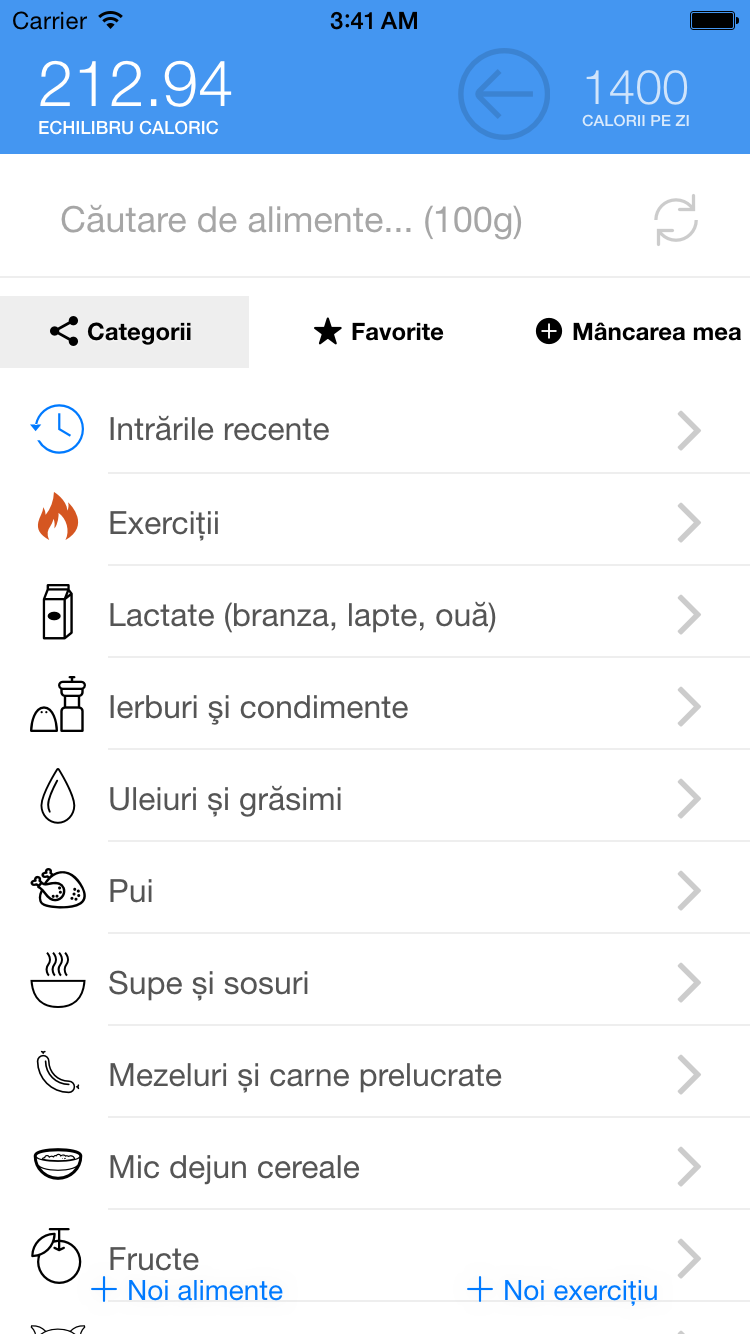 Carrier 3:41 AM
212.94 1400
ECHILIBRU CALORIC CALORII PE ZI
Căutare de alimente... (100g)
Categorii Favorite Mâncarea mea
Intrările recente
Exerciții
Lactate (branza, lapte, ouă)
Ierburi şi condimente
Uleiuri și grăsimi
Pui
Supe și sosuri
Mezeluri și carne prelucrate
Mic dejun cereale
Fructe
Noi alimente Noi exercițiu